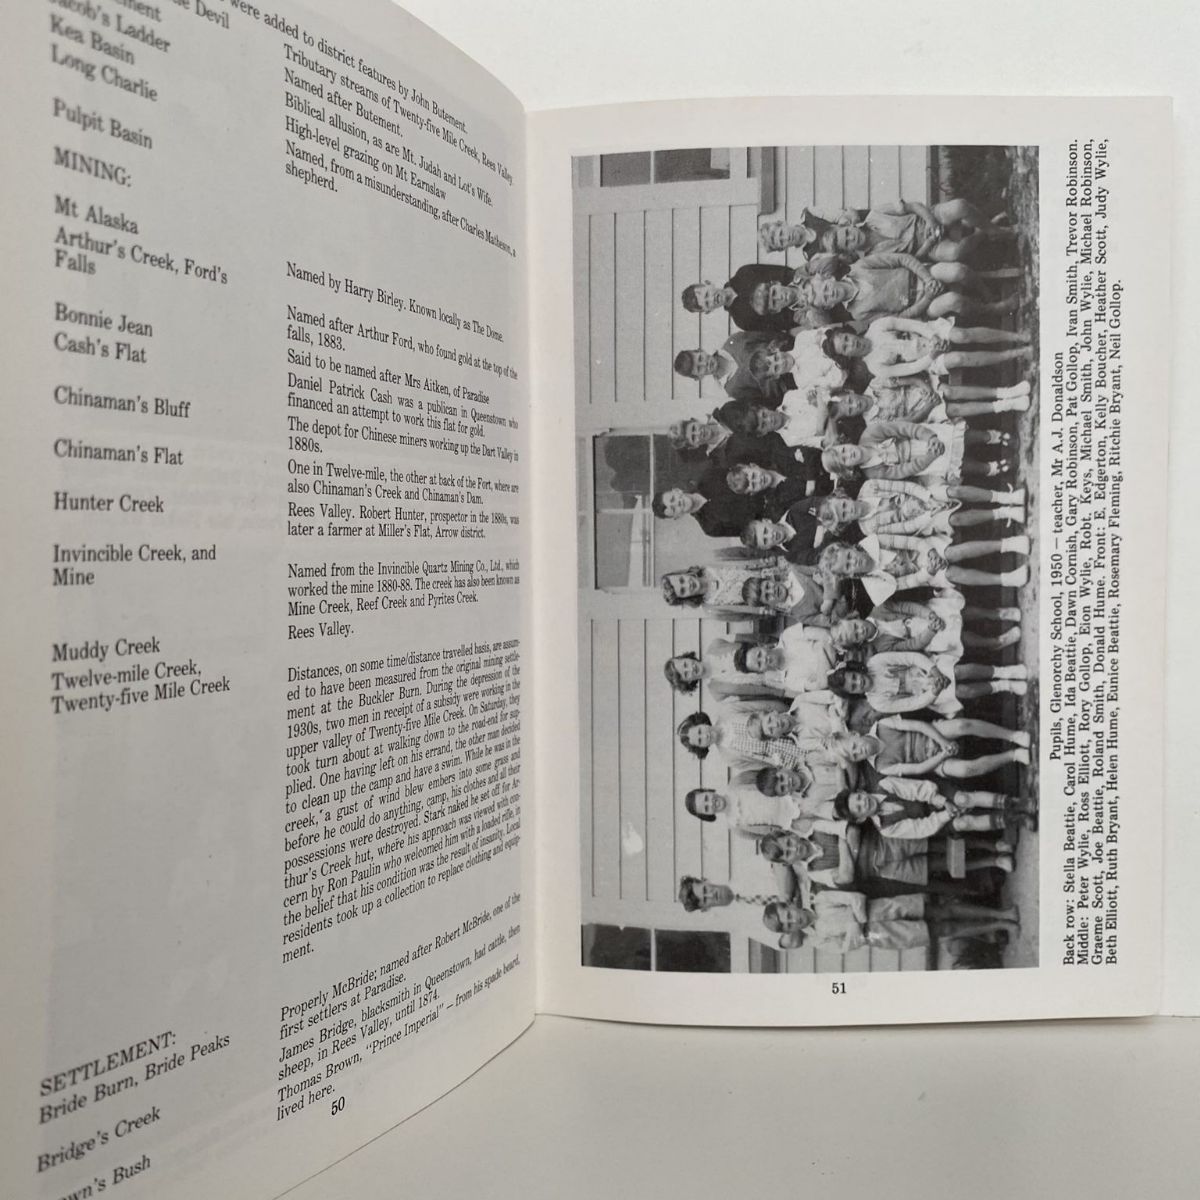 were added to district features by John Butement.
ement
the Devil
Tributary streams of Twenty-five Mile Creek, Rees Valley.
Jacob's Ladder
Named after Butement.
Kea Basin
Biblical allusion, as are Mt. Judah and Lot's Wife.
Long Charlie
High-level grazing on Mt Earnslaw
Named, from a misunderstanding, after Charles Matheson, a
shepherd.
Pulpit Basin
MINING:
Mt Alaska
Named by Harry Birley. Known locally as The Dome.
Arthur's Creek, Ford's
Falls
Named after Arthur Ford, who found gold at the top of the
falls, 1883.
Bonnie Jean
Said to be named after Mrs Aitken, of Paradise
Cash's Flat
Daniel Patrick Cash was a publican in Queenstown who
financed an attempt to work this flat for gold.
Chinaman's Bluff
The depot for Chinese miners working up the Dart Valley in
1880s.
Chinaman's Flat
One in Twelve-mile, the other at back of the Fort, where are
also Chinaman's Creek and Chinaman's Dam.
Hunter Creek
Rees Valley. Robert Hunter, prospector in the 1880s, was
later a farmer at Miller's Flat, Arrow district.
Invincible Creek, and
Mine
Named from the Invincible Quartz Mining Co., Ltd., which
worked the mine 1880-88. The creek has also been known as
Mine Creek, Reef Creek and Pyrites Creek.
Muddy Creek
Rees Valley.
Twelve-mile Creek,
Twenty-five Mile Creek
Distances, on some time/distance travelled basis, are assum-
ed to have been measured from the original mining settle-
ment at the Buckler Burn. During the depression of the
1930s, two men in receipt of a subsidy were working in the
upper valley of Twenty-five Mile Creek. On Saturday, they
took turn about at walking down to the road-end for sup-
plied. One having left on his errand, the other man decided
to clean up the camp and have a swim. While he was in the
creek, a gust of wind blew embers into some grass and
before he could do anything, camp, his clothes and all their
possessions were destroyed. Stark naked he set off for Ar-
thur's Creek hut, where his approach was viewed with con-
cern by Ron Paulin who welcomed him with a loaded rifle, in
the belief that his condition was the result of insanity. Local
residents took up a collection to replace clothing and equip-
ment.
SETTLEMENT:
Bride Burn, Bride Peaks
Properly McBride; named after Robert McBride, one of the
first settlers at Paradise.
Bridge's Creek
James Bridge, blacksmith in Queenstown, had cattle, then
sheep, in Rees Valley, until 1874.
own's Bush
Thomas Brown, "Prince Imperial" – from his spade beard,
lived here.
50
Pupils, Glenorchy School, 1950 – teacher, Mr A.J. Donaldson
Back row: Stella Beattie, Carol Hume, Ida Beattie, Dawn Cornish, Gary Robinson, Pat Gollop, Ivan Smith, Trevor Robinson.
Middle: Peter Wylie, Ross Elliott, Rory Gollop, Eion Wylie, Robt. Keys, Michael Smith, John Wylie, Michael Robinson,
Graeme Scott, Joe Beattie, Roland Smith, Donald Hume. Front: E. Edgerton, Kelly Boucher, Heather Scott, Judy Wylie,
Beth Elliott, Ruth Bryant, Helen Hume, Eunice Beattie, Rosemary Fleming, Ritchie Bryant, Neil Gollop.
51